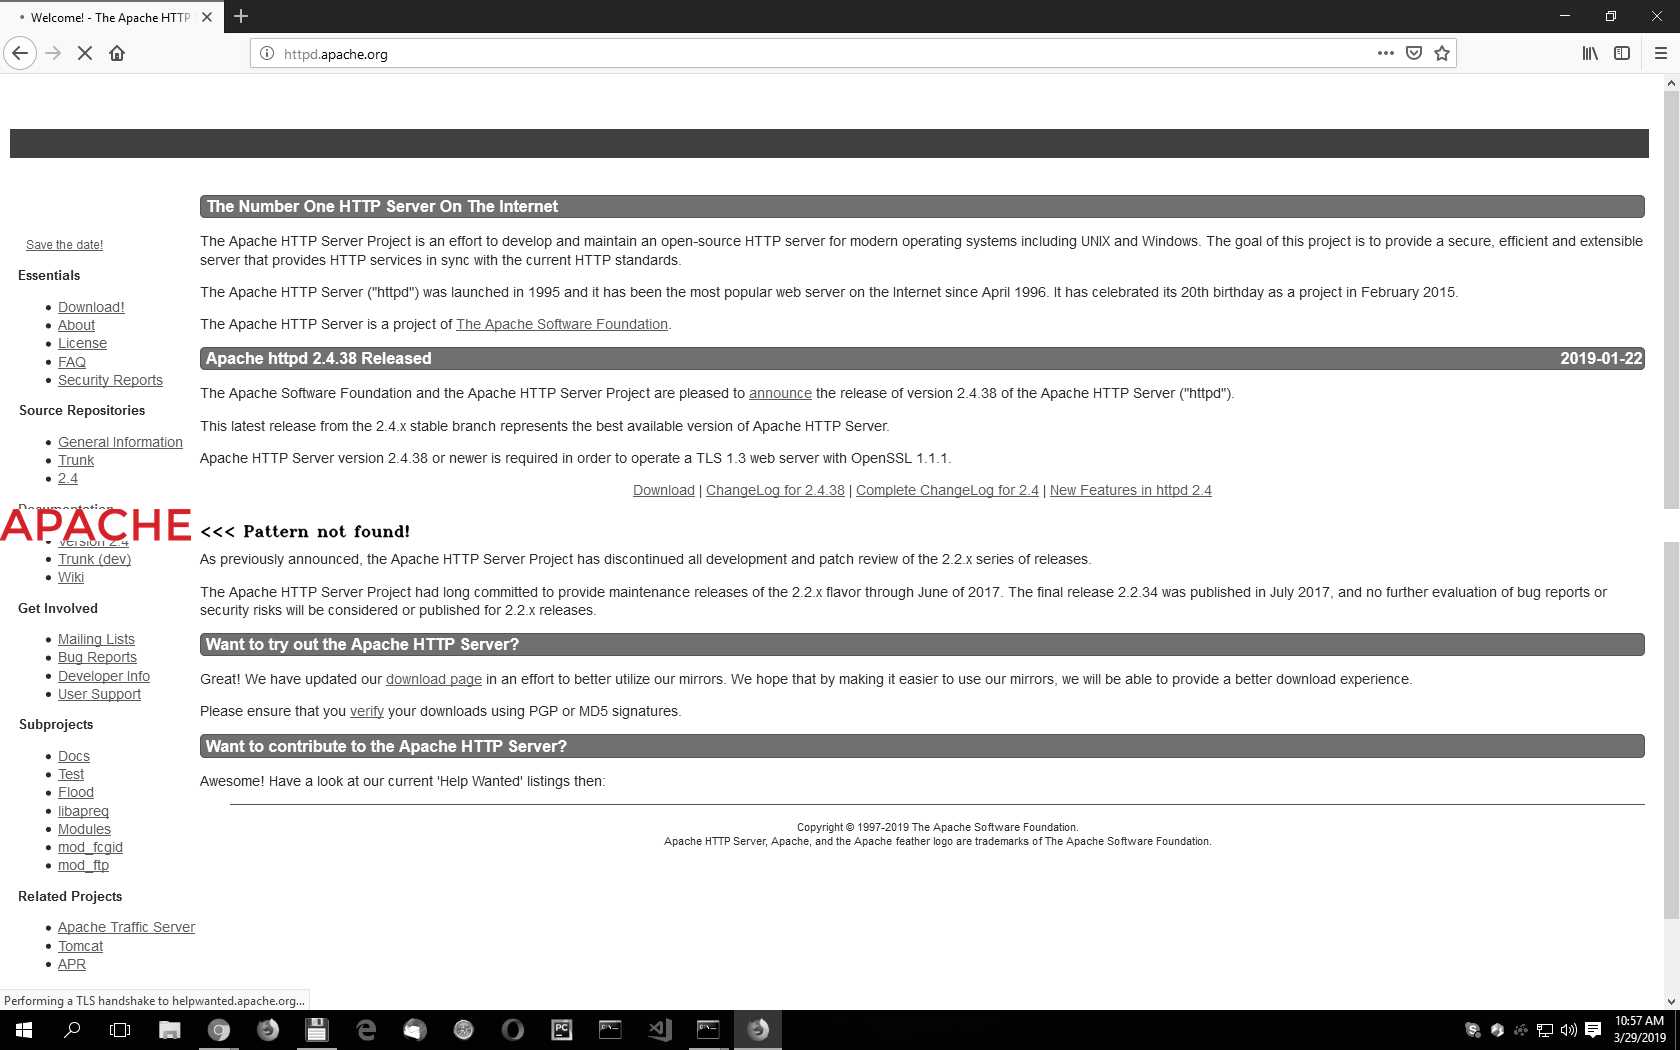 Welcome! - The Apache HTTP
httpd.apache.org
The Number One HTTP Server On The Internet
The Apache HTTP Server Project is an effort to develop and maintain an open-source HTTP server for modern operating systems including UNIX and Windows. The goal of this project is to provide a secure, efficient and extensible
server that provides HTTP services in sync with the current HTTP standards.
The Apache HTTP Server ("httpd") was launched in 1995 and it has been the most popular web server on the Internet since April 1996. It has celebrated its 20th birthday as a project in February 2015.
The Apache HTTP Server is a project of The Apache Software Foundation.
Apache httpd 2.4.38 Released 2019-01-22
The Apache Software Foundation and the Apache HTTP Server Project are pleased to announce the release of version 2.4.38 of the Apache HTTP Server ("httpd").
This latest release from the 2.4.x stable branch represents the best available version of Apache HTTP Server.
Apache HTTP Server version 2.4.38 or newer is required in order to operate a TLS 1.3 web server with OpenSSL 1.1.1.
Download | ChangeLog for 2.4.38 | Complete ChangeLog for 2.4 | New Features in httpd 2.4
<<< Pattern not found!
As previously announced, the Apache HTTP Server Project has discontinued all development and patch review of the 2.2.x series of releases.
The Apache HTTP Server Project had long committed to provide maintenance releases of the 2.2.x flavor through June of 2017. The final release 2.2.34 was published in July 2017, and no further evaluation of bug reports or
security risks will be considered or published for 2.2.x releases.
Want to try out the Apache HTTP Server?
Great! We have updated our download page in an effort to better utilize our mirrors. We hope that by making it easier to use our mirrors, we will be able to provide a better download experience.
Please ensure that you verify your downloads using PGP or MD5 signatures.
Want to contribute to the Apache HTTP Server?
Awesome! Have a look at our current 'Help Wanted' listings then:
Copyright © 1997-2019 The Apache Software Foundation.
Apache HTTP Server, Apache, and the Apache feather logo are trademarks of The Apache Software Foundation.
Save the date!
Essentials
Download!
About
License
FAQ
Security Reports
Source Repositories
General Information
Trunk
2.4
Documentation
APACHE
Version 2.4
Trunk (dev)
Wiki
Get Involved
Mailing Lists
Bug Reports
Developer Info
User Support
Subprojects
Docs
Test
Flood
libapreq
Modules
mod_fcgid
mod_ftp
Related Projects
Apache Traffic Server
Tomcat
APR
Performing a TLS handshake to helpwanted.apache.org...
10:57 AM
3/29/2019